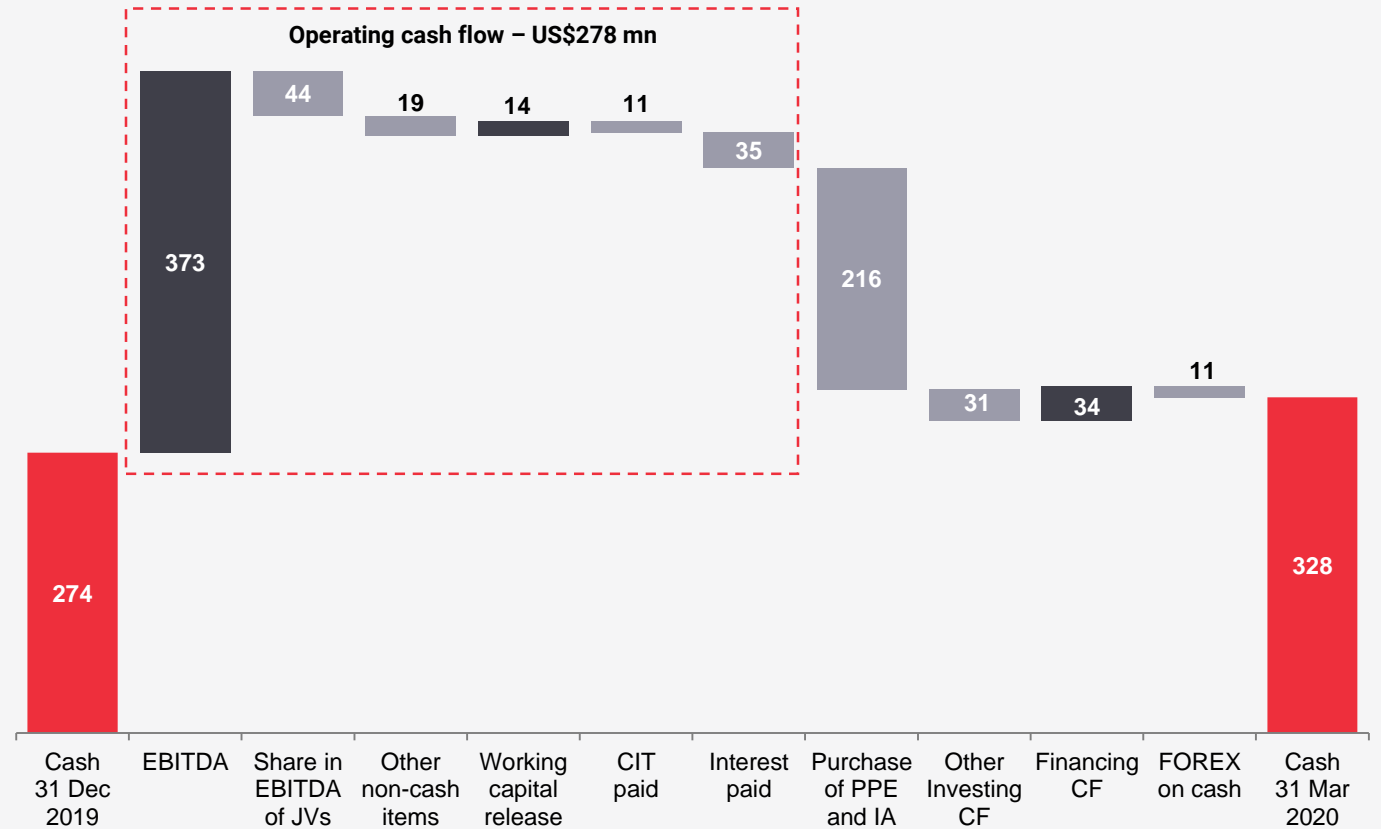 Operating cash flow – US$278 mn
274
373
44
19
14
11
35
216
31
34
11
328
Cash
31 Dec
2019
EBITDA
Share in
EBITDA
of JVs
Other
non-cash
items
Working
capital
release
CIT
paid
Interest
paid
Purchase
of PPE
and IA
Other
Investing
CF
Financing
CF
FOREX
on cash
Cash
31 Mar
2020